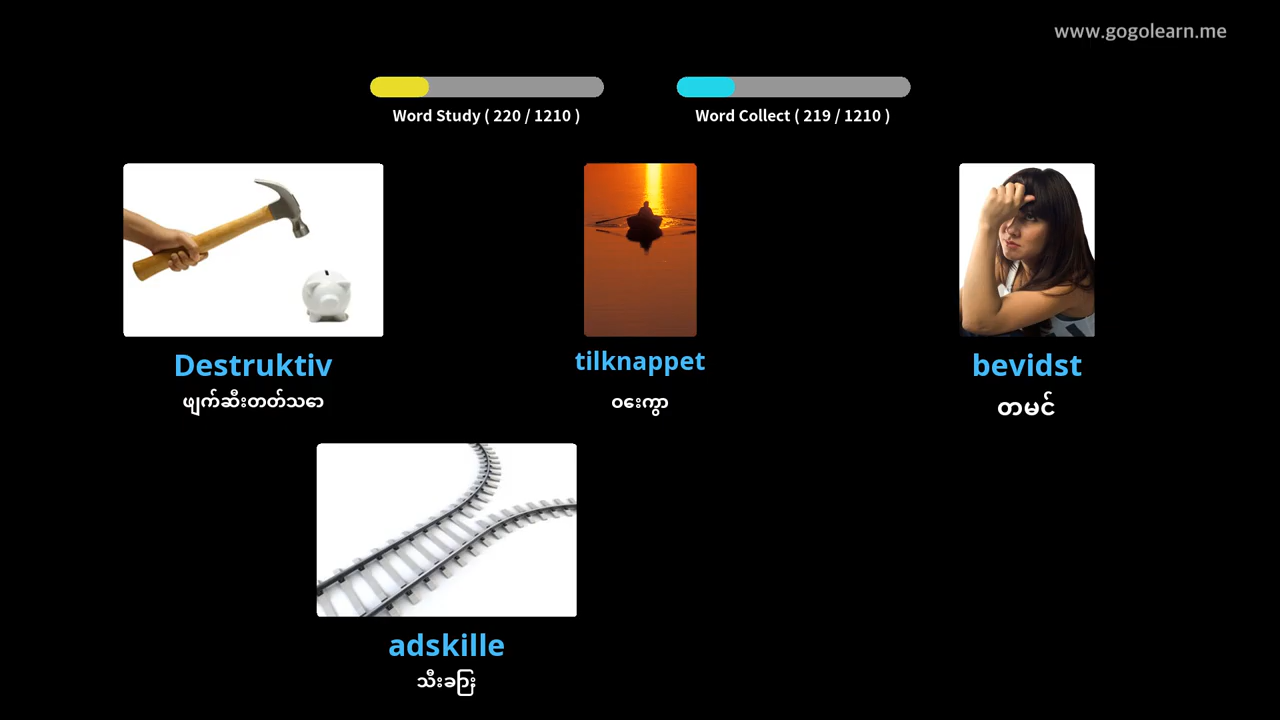 www.gogolearn.me
Word Study ( 220 / 1210 )
Word Collect ( 219 / 1210 )
Destruktiv
ဖျက်ဆီးတတ်သော
tilknappet
ဝေးကွာ
bevidst
တမင်
adskille
သီးခြား